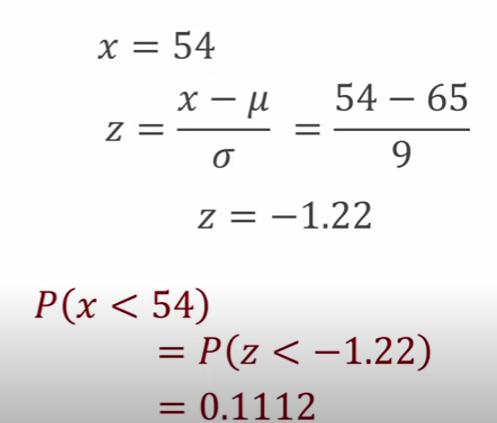 x = 54
z = (x − μ)/σ = (54 − 65)/9
z = −1.22
P(x < 54)
= P(z < −1.22)
= 0.1112